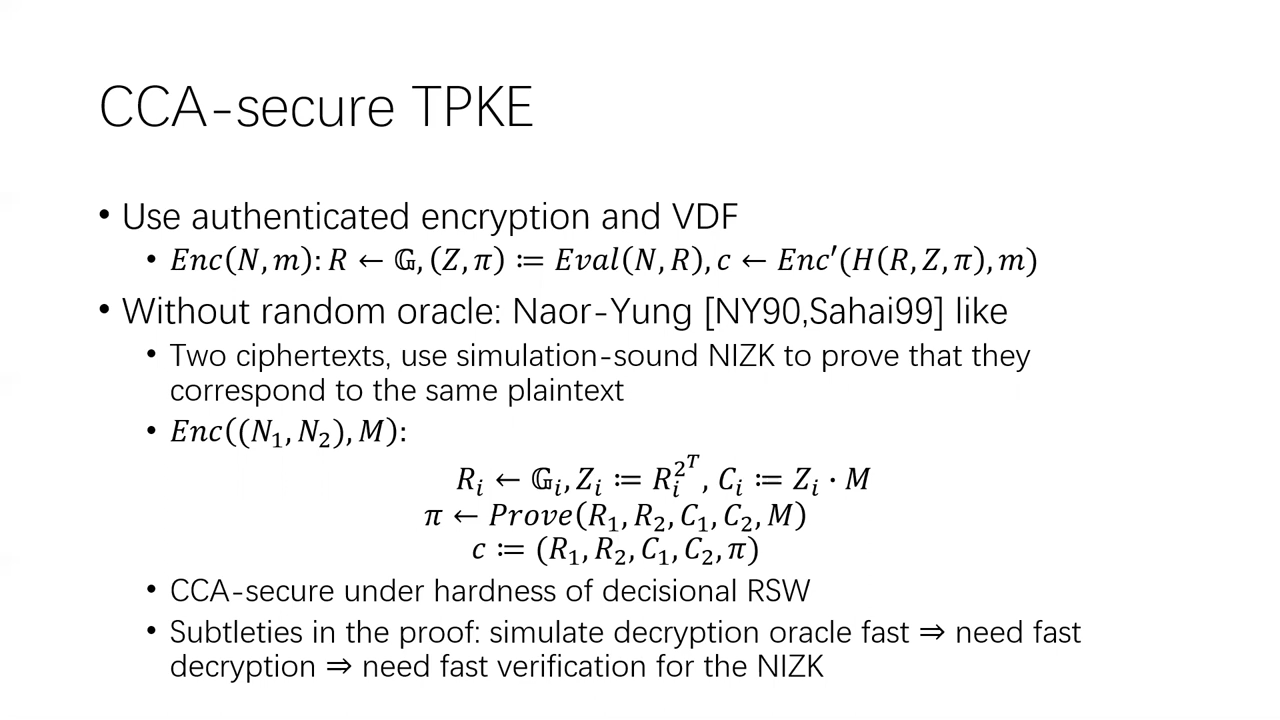 CCA-secure TPKE
• Use authenticated encryption and VDF
• Enc(N, m): R ← 𝔾, (Z, π) ≔ Eval(N, R), c ← Enc′(H(R, Z, π), m)
• Without random oracle: Naor-Yung [NY90,Sahai99] like
• Two ciphertexts, use simulation-sound NIZK to prove that they
correspond to the same plaintext
• Enc((N₁, N₂), M):
Rᵢ ← 𝔾ᵢ, Zᵢ ≔ Rᵢ^{2^T}, Cᵢ ≔ Zᵢ · M
π ← Prove(R₁, R₂, C₁, C₂, M)
c ≔ (R₁, R₂, C₁, C₂, π)
• CCA-secure under hardness of decisional RSW
• Subtleties in the proof: simulate decryption oracle fast ⇒ need fast
decryption ⇒ need fast verification for the NIZK